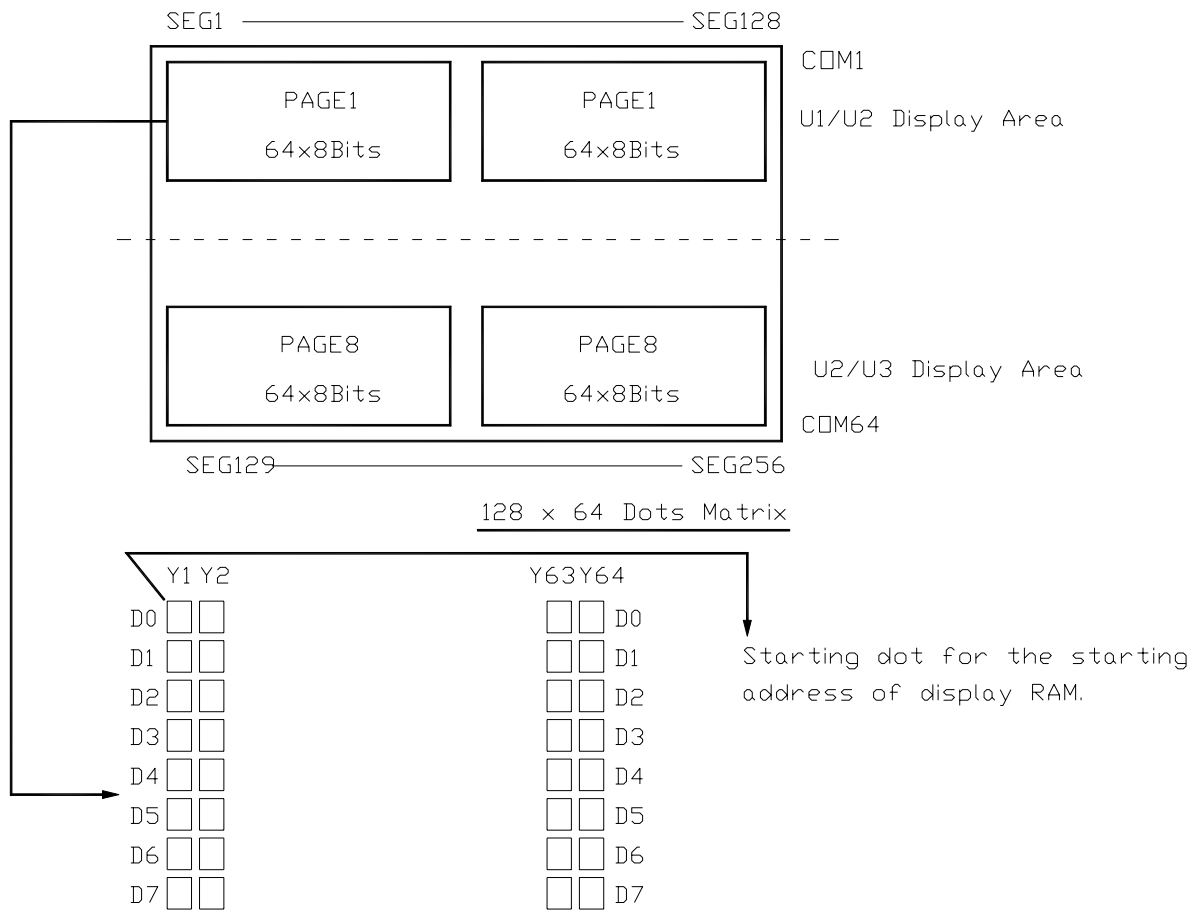 SEG1 SEG128
COM1
PAGE1 PAGE1
U1/U2 Display Area
64x8Bits 64x8Bits
PAGE8 PAGE8
U2/U3 Display Area
64x8Bits 64x8Bits
COM64
SEG129 SEG256
128 x 64 Dots Matrix
Y1 Y2 Y63 Y64
D0 D0
D1 D1
Starting dot for the starting
address of display RAM.
D2 D2
D3 D3
D4 D4
D5 D5
D6 D6
D7 D7